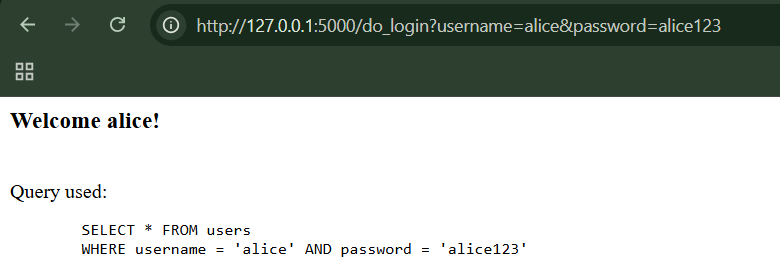 http://127.0.0.1:5000/do_login?username=alice&password=alice123
Welcome alice!
Query used:
SELECT * FROM users
WHERE username = 'alice' AND password = 'alice123'